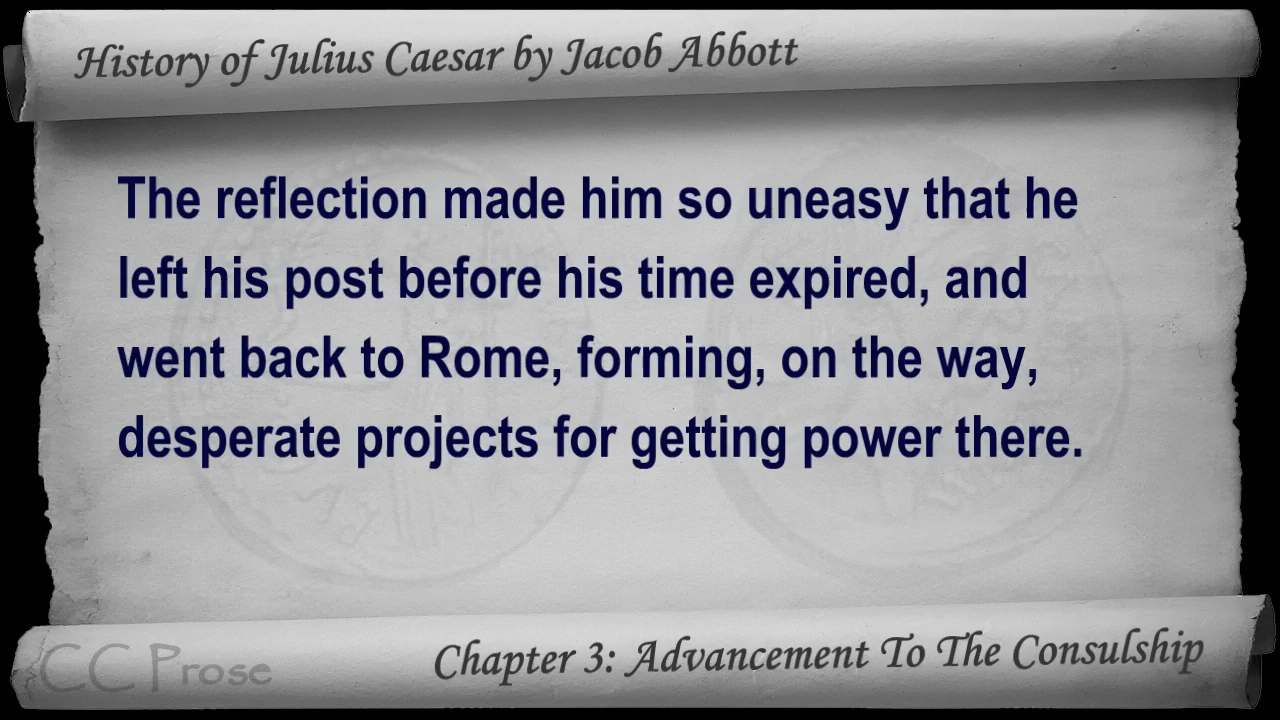 History of Julius Caesar by Jacob Abbott
The reflection made him so uneasy that he
left his post before his time expired, and
went back to Rome, forming, on the way,
desperate projects for getting power there.
CC Prose
Chapter 3: Advancement To The Consulship